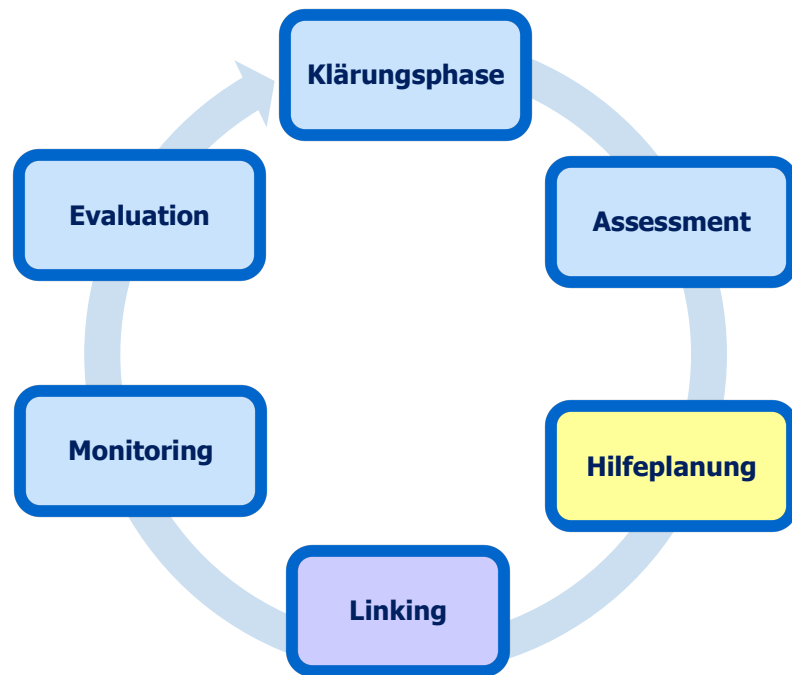 Klärungsphase
Assessment
Hilfeplanung
Linking
Monitoring
Evaluation